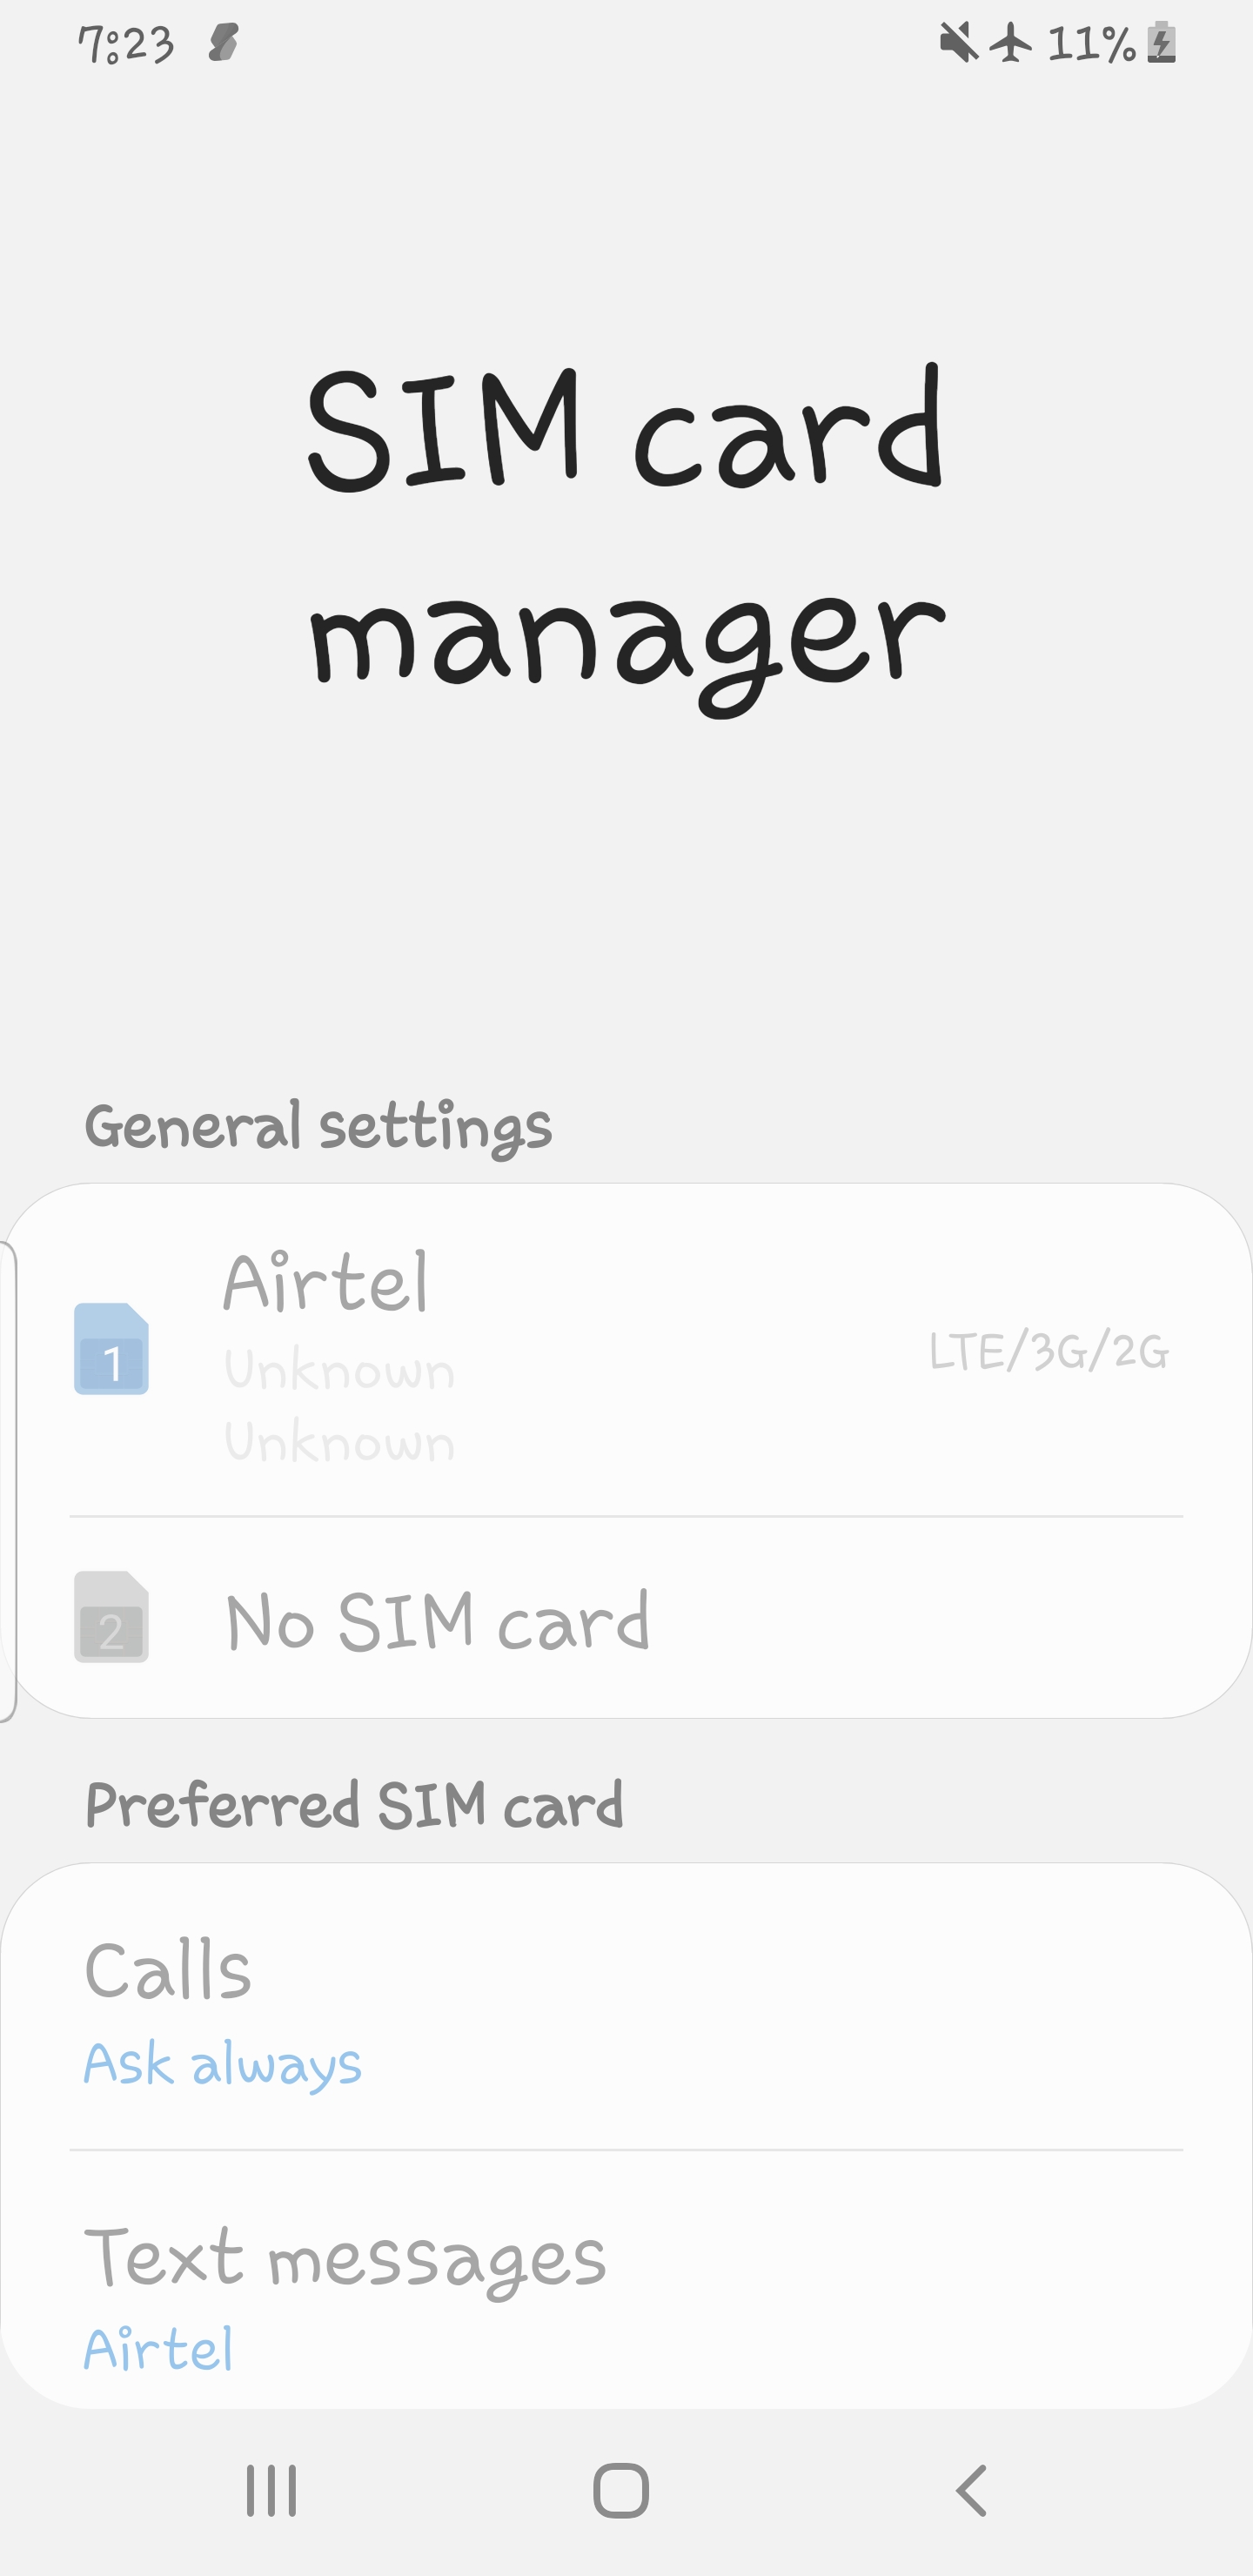 7:23
11%
SIM card
manager
General settings
Airtel
Unknown
Unknown
LTE/3G/2G
1
No SIM card
2
Preferred SIM card
Calls
Ask always
Text messages
Airtel